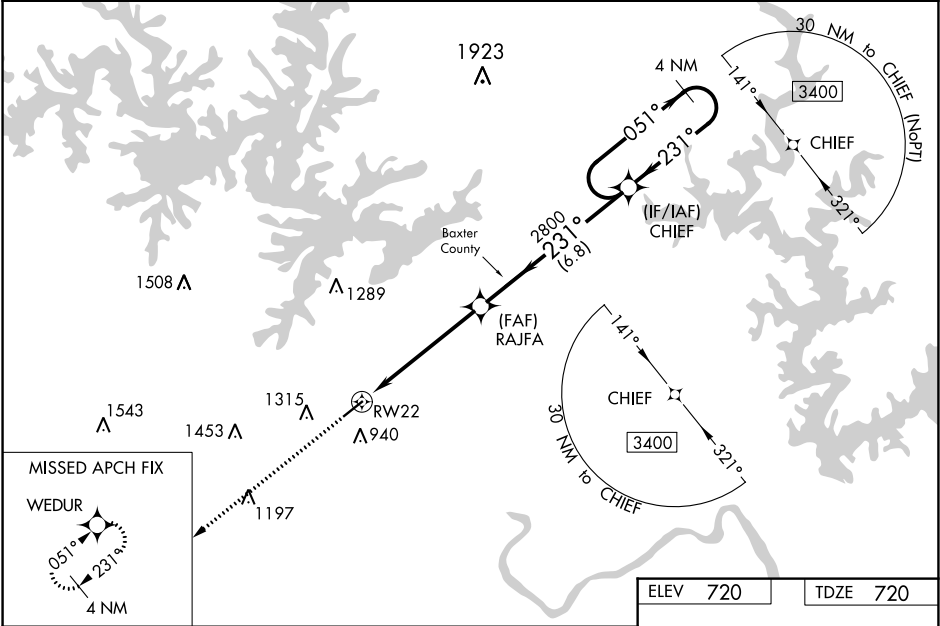 1923
4 NM
051°
231°
30 NM to CHIEF (NoPT)
141°
3400
CHIEF
321°
(IF/IAF)
CHIEF
2800
231°
(6.8)
Baxter
County
1508
1289
(FAF)
RAJFA
141°
CHIEF
3400
321°
30 NM to CHIEF
1543
1453
1315
RW22
940
1197
MISSED APCH FIX
WEDUR
051°
231°
4 NM
ELEV 720
TDZE 720